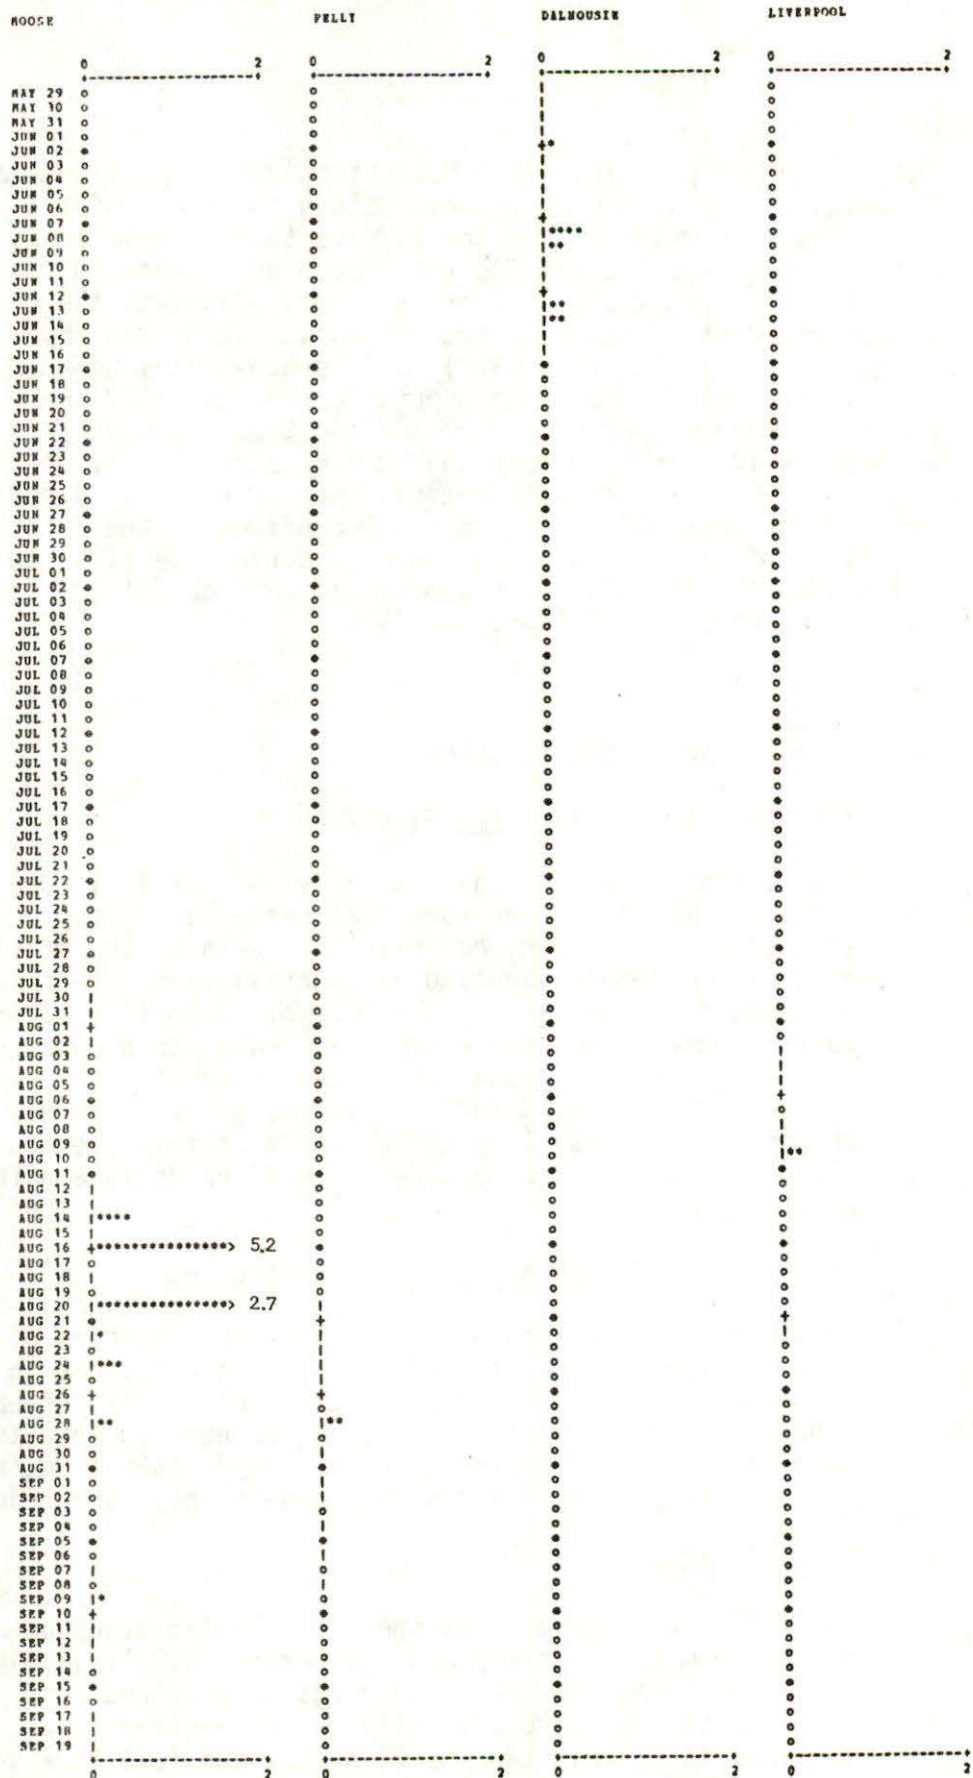 MOOSE PELLY DALHOUSIE LIVERPOOL
0 2 0 2 0 2 0 2
MAY 29
MAY 30
MAY 31
JUN 01
JUN 02
JUN 03
JUN 04
JUN 05
JUN 06
JUN 07
JUN 08
JUN 09
JUN 10
JUN 11
JUN 12
JUN 13
JUN 14
JUN 15
JUN 16
JUN 17
JUN 18
JUN 19
JUN 20
JUN 21
JUN 22
JUN 23
JUN 24
JUN 25
JUN 26
JUN 27
JUN 28
JUN 29
JUN 30
JUL 01
JUL 02
JUL 03
JUL 04
JUL 05
JUL 06
JUL 07
JUL 08
JUL 09
JUL 10
JUL 11
JUL 12
JUL 13
JUL 14
JUL 15
JUL 16
JUL 17
JUL 18
JUL 19
JUL 20
JUL 21
JUL 22
JUL 23
JUL 24
JUL 25
JUL 26
JUL 27
JUL 28
JUL 29
JUL 30
JUL 31
AUG 01
AUG 02
AUG 03
AUG 04
AUG 05
AUG 06
AUG 07
AUG 08
AUG 09
AUG 10
AUG 11
AUG 12
AUG 13
AUG 14
AUG 15
AUG 16 5.2
AUG 17
AUG 18
AUG 19
AUG 20 2.7
AUG 21
AUG 22
AUG 23
AUG 24
AUG 25
AUG 26
AUG 27
AUG 28
AUG 29
AUG 30
AUG 31
SEP 01
SEP 02
SEP 03
SEP 04
SEP 05
SEP 06
SEP 07
SEP 08
SEP 09
SEP 10
SEP 11
SEP 12
SEP 13
SEP 14
SEP 15
SEP 16
SEP 17
SEP 18
SEP 19
0 2 0 2 0 2 0 2